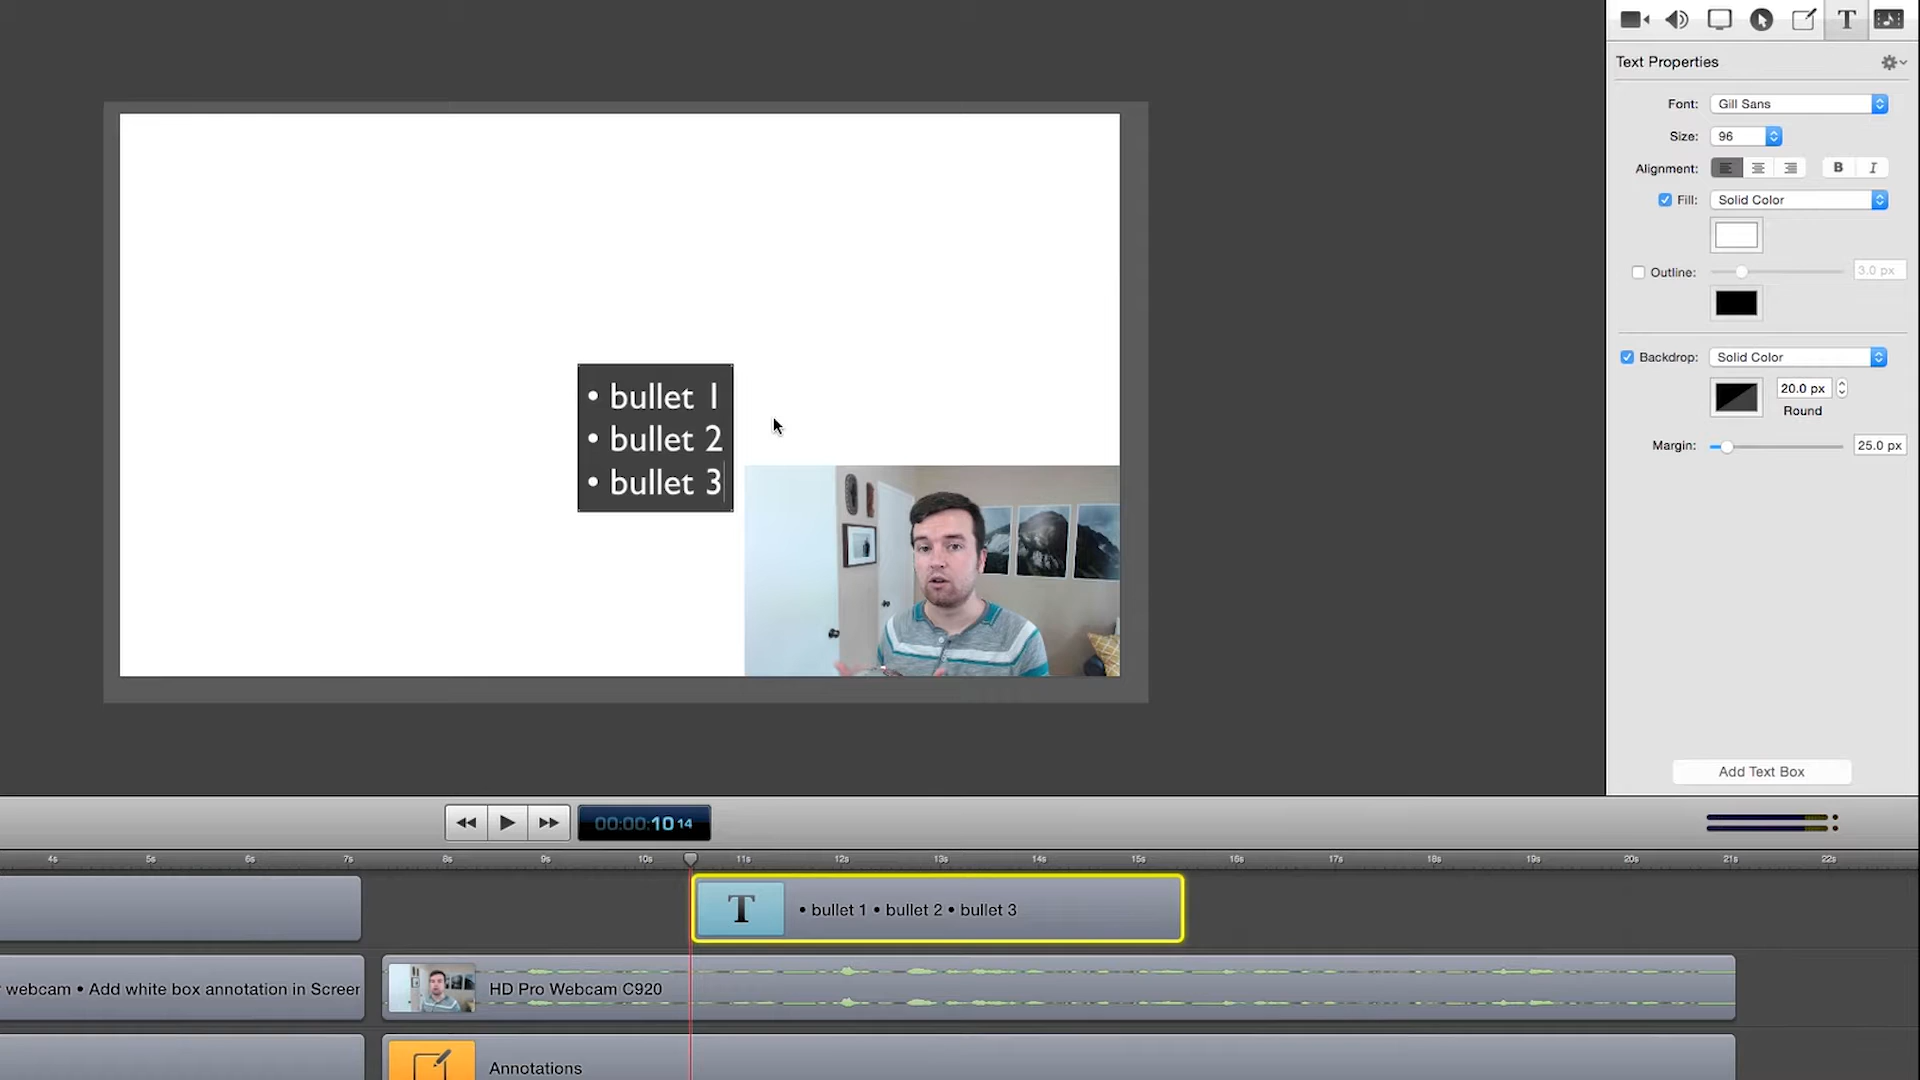 T
Text Properties
Font: Gill Sans
Size: 96
Alignment: B I
Fill: Solid Color
Outline: 3.0 px
Backdrop: Solid Color
20.0 px
Round
Margin: 25.0 px
• bullet 1
• bullet 2
• bullet 3
Add Text Box
00:00:10 14
4s 5s 6s 7s 8s 9s 10s 11s 12s 13s 14s 15s 16s 17s 18s 19s 20s 21s 22s
T • bullet 1 • bullet 2 • bullet 3
webcam • Add white box annotation in Screer
HD Pro Webcam C920
Annotations